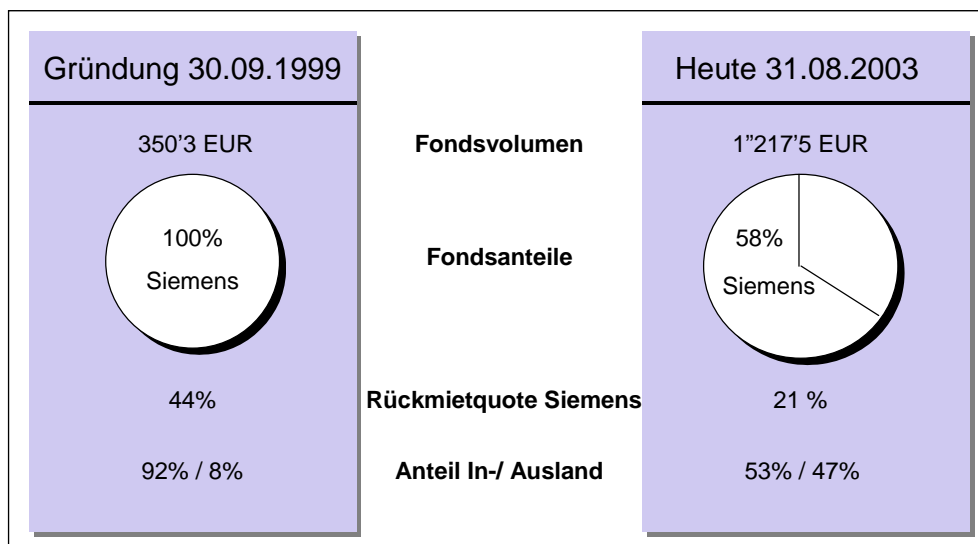 Gründung 30.09.1999
Heute 31.08.2003
350’3 EUR
Fondsvolumen
1”217’5 EUR
100%
Siemens
Fondsanteile
58%
Siemens
44%
Rückmietquote Siemens
21 %
92% / 8%
Anteil In-/ Ausland
53% / 47%